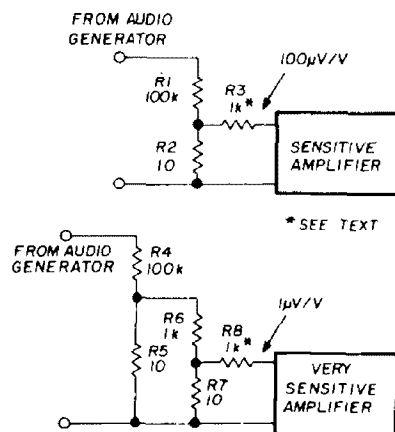 FROM AUDIO
GENERATOR
R1
100k
R3
1k*
100µV/V
R2
10
SENSITIVE
AMPLIFIER
* SEE TEXT
FROM AUDIO
GENERATOR
R4
100k
R6
1k
R8
1k*
1µV/V
R5
10
R7
10
VERY
SENSITIVE
AMPLIFIER